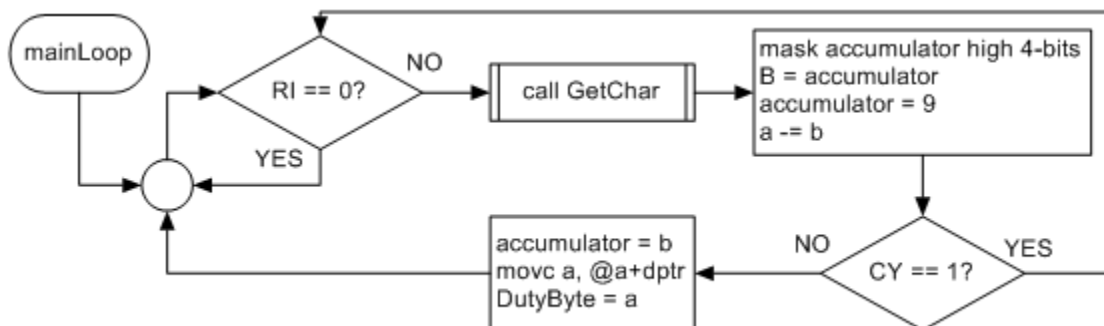 mainLoop
RI == 0?
NO
YES
call GetChar
mask accumulator high 4-bits
B = accumulator
accumulator = 9
a -= b
CY == 1?
NO
YES
accumulator = b
movc a, @a+dptr
DutyByte = a